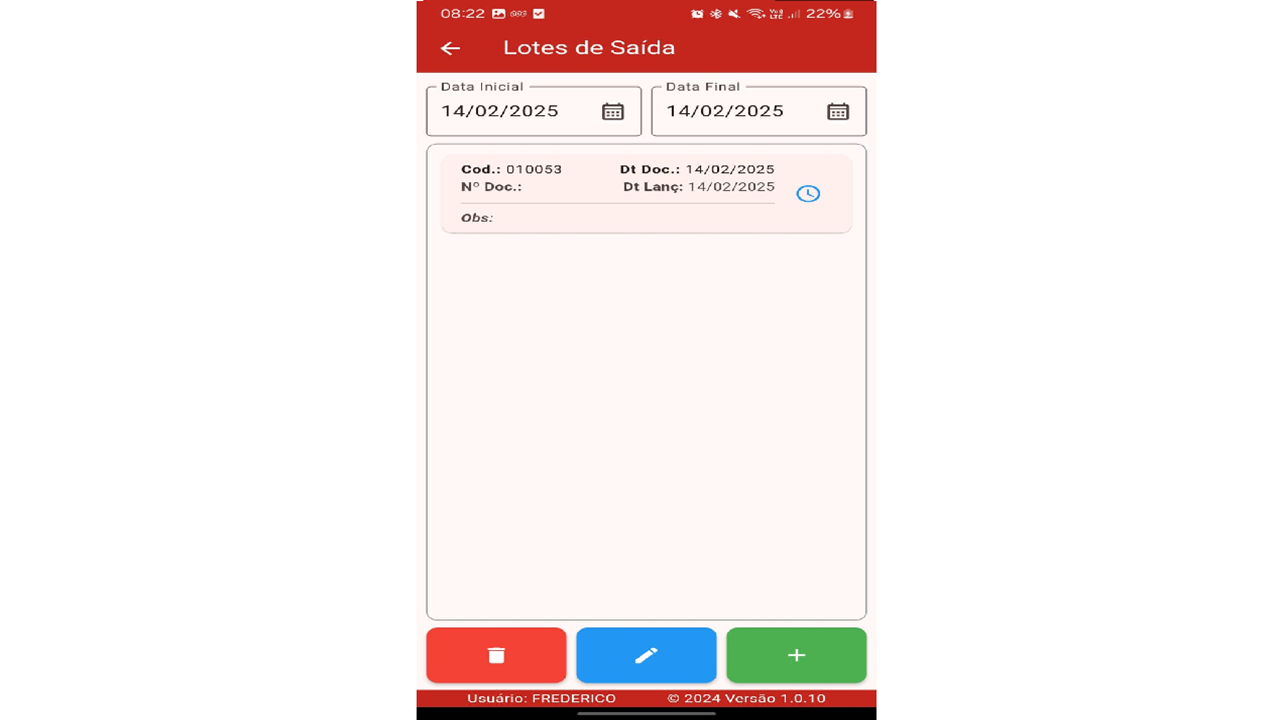 08:22 22%
Lotes de Saída
Data Inicial Data Final
14/02/2025 14/02/2025
Cod.: 010053 Dt Doc.: 14/02/2025
Nº Doc.: Dt Lanç: 14/02/2025
Obs:
Usuário: FREDERICO © 2024 Versão 1.0.10